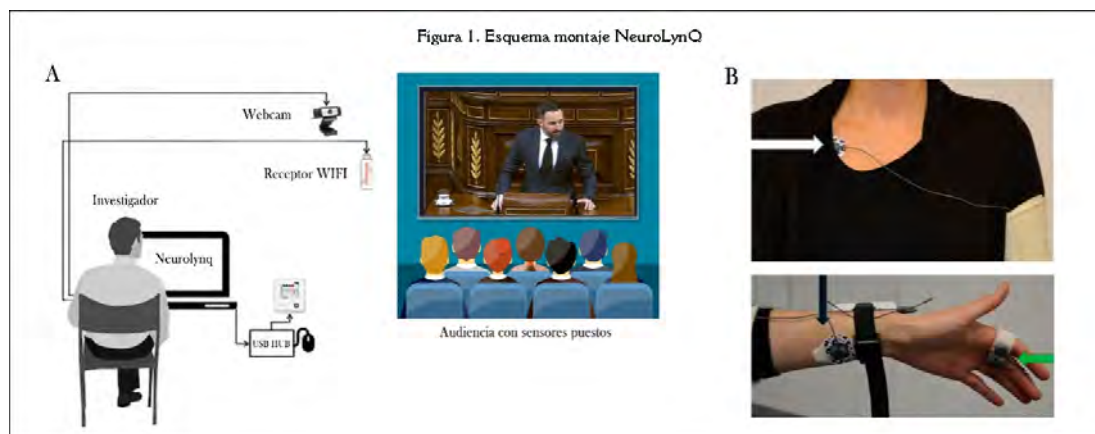 Figura 1. Esquema montaje NeuroLynQ
A
B
Webcam
Receptor WIFI
Investigador
Neurolynq
USB HUB
Audiencia con sensores puestos